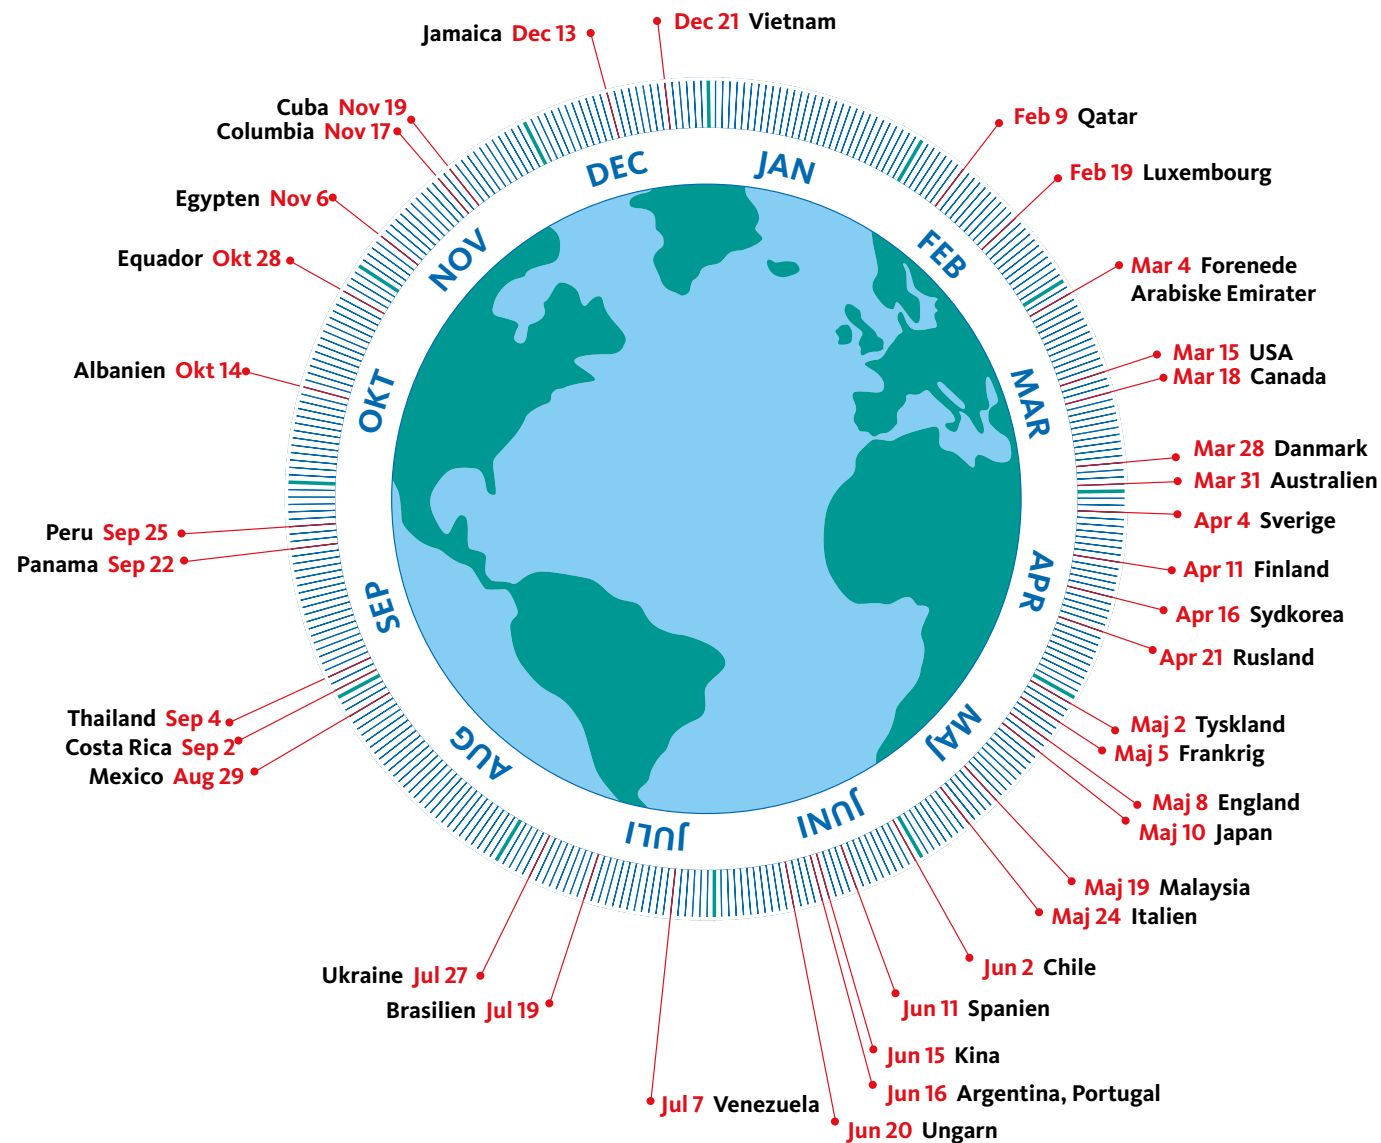 Dec 21 Vietnam
Jamaica Dec 13
Cuba Nov 19
Columbia Nov 17
Egypten Nov 6
Equador Okt 28
Albanien Okt 14
Peru Sep 25
Panama Sep 22
Thailand Sep 4
Costa Rica Sep 2
Mexico Aug 29
Ukraine Jul 27
Brasilien Jul 19
Jul 7 Venezuela
Feb 9 Qatar
Feb 19 Luxembourg
Mar 4 Forenede
Arabiske Emirater
Mar 15 USA
Mar 18 Canada
Mar 28 Danmark
Mar 31 Australien
Apr 4 Sverige
Apr 11 Finland
Apr 16 Sydkorea
Apr 21 Rusland
Maj 2 Tyskland
Maj 5 Frankrig
Maj 8 England
Maj 10 Japan
Maj 19 Malaysia
Maj 24 Italien
Jun 2 Chile
Jun 11 Spanien
Jun 15 Kina
Jun 16 Argentina, Portugal
Jun 20 Ungarn
JAN
FEB
MAR
APR
MAJ
JUNI
JULI
AUG
SEP
OKT
NOV
DEC